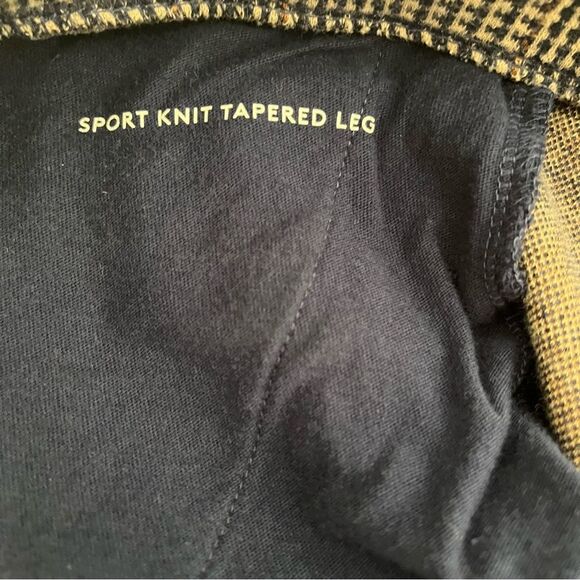 SPORT KNIT TAPERED LEG